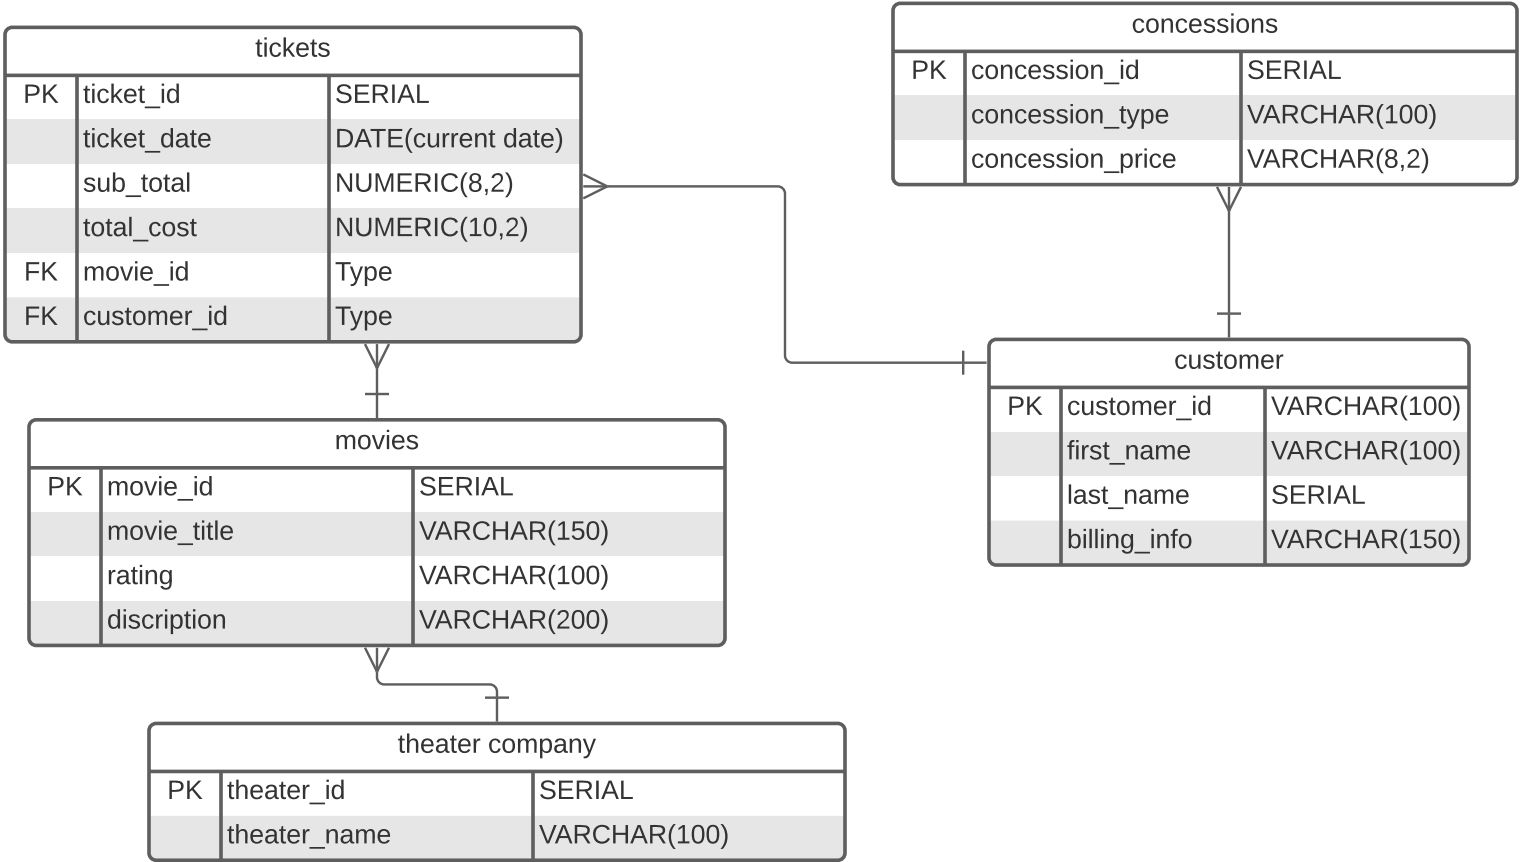 tickets
PK ticket_id SERIAL
ticket_date DATE(current date)
sub_total NUMERIC(8,2)
total_cost NUMERIC(10,2)
FK movie_id Type
FK customer_id Type
concessions
PK concession_id SERIAL
concession_type VARCHAR(100)
concession_price VARCHAR(8,2)
customer
PK customer_id VARCHAR(100)
first_name VARCHAR(100)
last_name SERIAL
billing_info VARCHAR(150)
movies
PK movie_id SERIAL
movie_title VARCHAR(150)
rating VARCHAR(100)
discription VARCHAR(200)
theater company
PK theater_id SERIAL
theater_name VARCHAR(100)